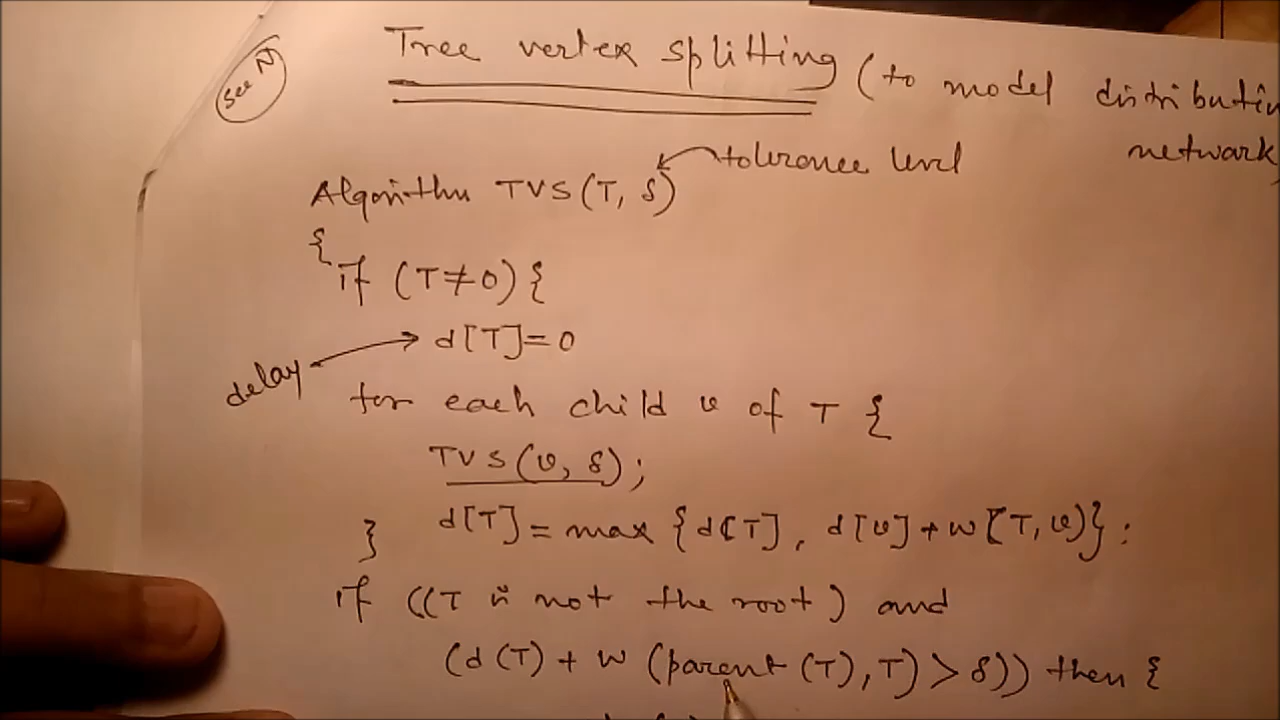 see N
Tree vertex splitting (to model distributin
network
tolerance level
Algorithm TVS(T, δ)
{
if (T≠0){
delay
d[T]=0
for each child v of T {
TVS(v, δ);
} d[T] = max {d[T], d[v]+w[T,v)}:
if ((T is not the root) and
(d(T) + w (parent (T), T) > δ)) then {